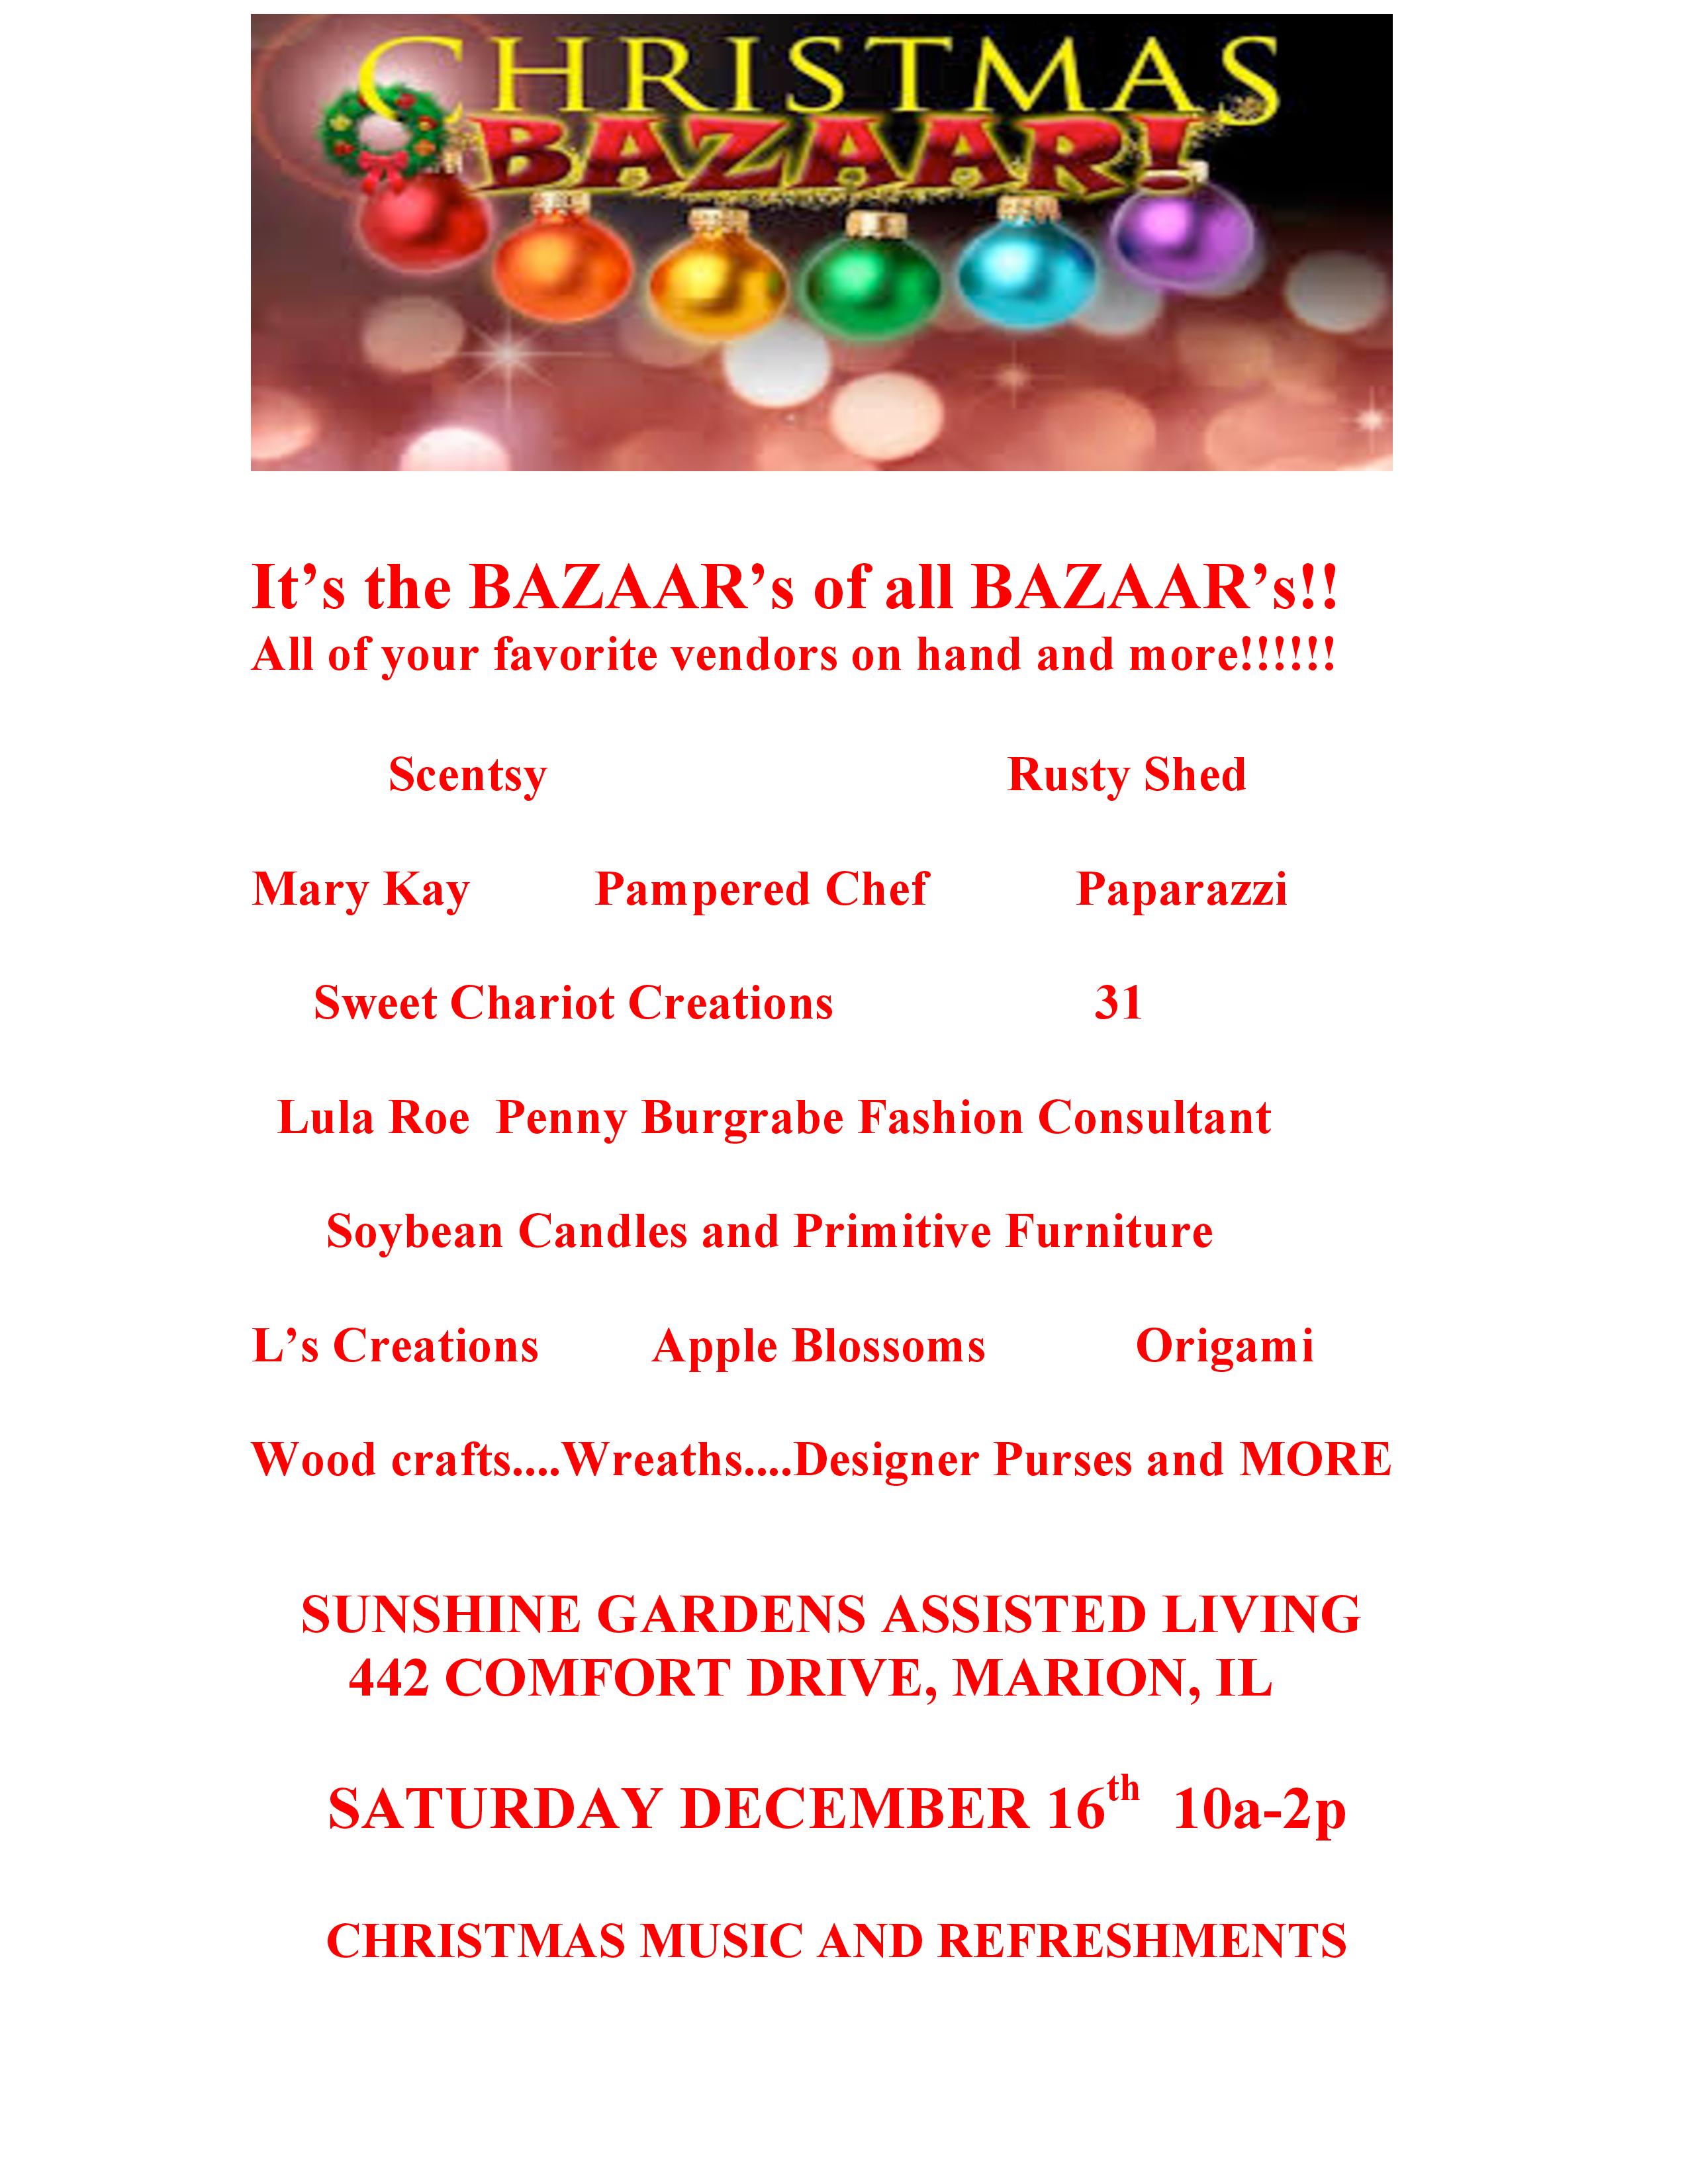 CHRISTMAS
BAZAAR!
It’s the BAZAAR’s of all BAZAAR’s!!
All of your favorite vendors on hand and more!!!!!!
Scentsy Rusty Shed
Mary Kay Pampered Chef Paparazzi
Sweet Chariot Creations 31
Lula Roe Penny Burgrabe Fashion Consultant
Soybean Candles and Primitive Furniture
L’s Creations Apple Blossoms Origami
Wood crafts....Wreaths....Designer Purses and MORE
SUNSHINE GARDENS ASSISTED LIVING
442 COMFORT DRIVE, MARION, IL
SATURDAY DECEMBER 16th 10a-2p
CHRISTMAS MUSIC AND REFRESHMENTS